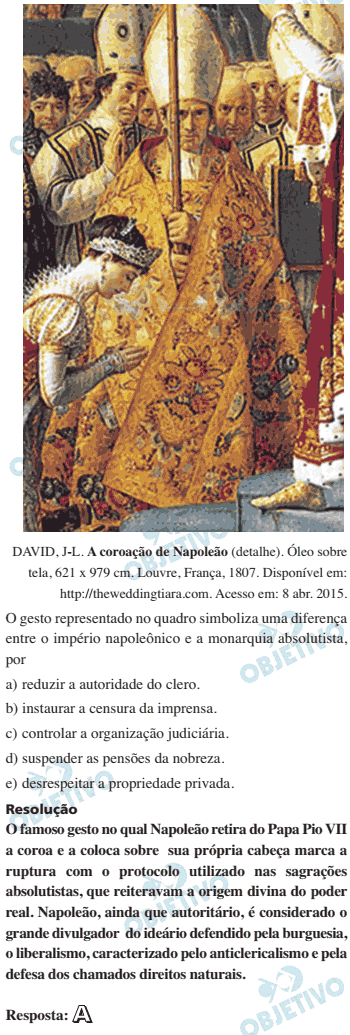 DAVID, J-L. A coroação de Napoleão (detalhe). Óleo sobre
tela, 621 x 979 cm. Louvre, França, 1807. Disponível em:
http://theweddingtiara.com. Acesso em: 8 abr. 2015.
O gesto representado no quadro simboliza uma diferença
entre o império napoleônico e a monarquia absolutista,
por
a) reduzir a autoridade do clero.
b) instaurar a censura da imprensa.
c) controlar a organização judiciária.
d) suspender as pensões da nobreza.
e) desrespeitar a propriedade privada.
Resolução
O famoso gesto no qual Napoleão retira do Papa Pio VII
a coroa e a coloca sobre sua própria cabeça marca a
ruptura com o protocolo utilizado nas sagrações
absolutistas, que reiteravam a origem divina do poder
real. Napoleão, ainda que autoritário, é considerado o
grande divulgador do ideário defendido pela burguesia,
o liberalismo, caracterizado pelo anticlericalismo e pela
defesa dos chamados direitos naturais.
Resposta: A
OBJETIVO
OBJETIVO
OBJETIVO
OBJETIVO
OBJETIVO